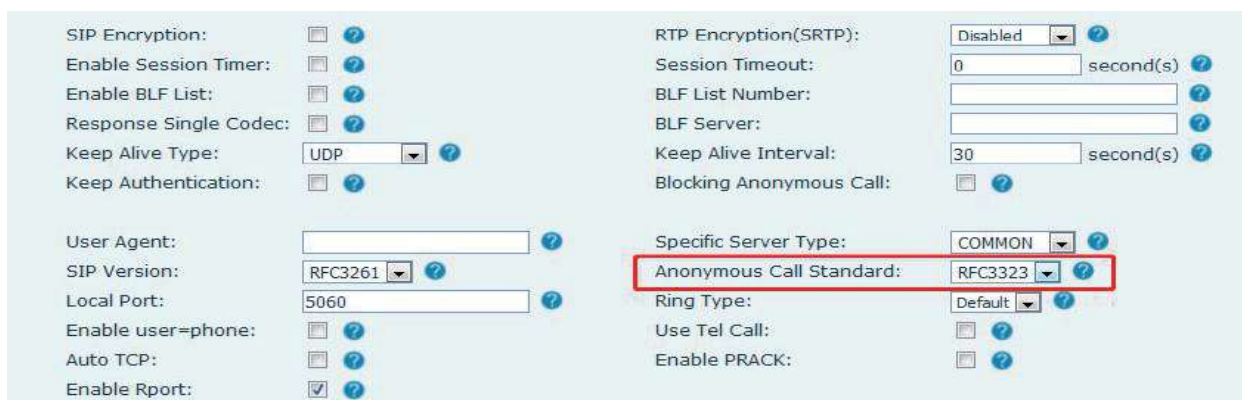 SIP Encryption: RTP Encryption(SRTP): Disabled
Enable Session Timer: Session Timeout: 0 second(s)
Enable BLF List: BLF List Number:
Response Single Codec: BLF Server:
Keep Alive Type: UDP Keep Alive Interval: 30 second(s)
Keep Authentication: Blocking Anonymous Call:
User Agent: Specific Server Type: COMMON
SIP Version: RFC3261 Anonymous Call Standard: RFC3323
Local Port: 5060 Ring Type: Default
Enable user=phone: Use Tel Call:
Auto TCP: Enable PRACK:
Enable Rport: